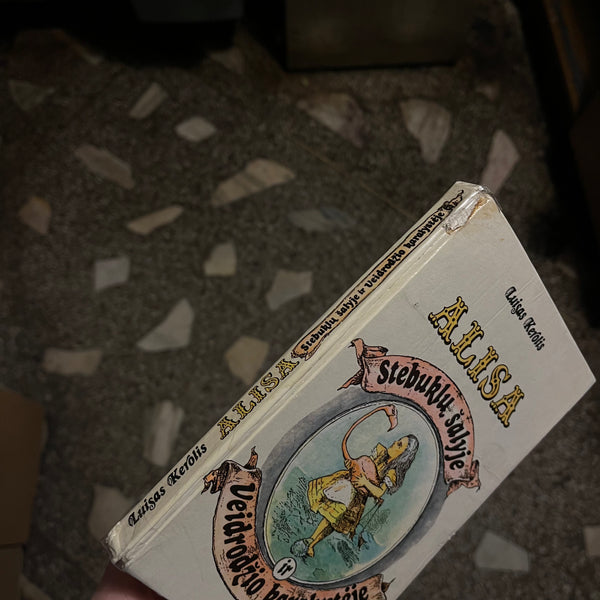 Luisas Kerolis
ALISA
Stebuklų šalyje
ir
Veidrodžio
Luisas Kerolis ALISA Stebuklų šalyje ir Veidrodžio karalystėje